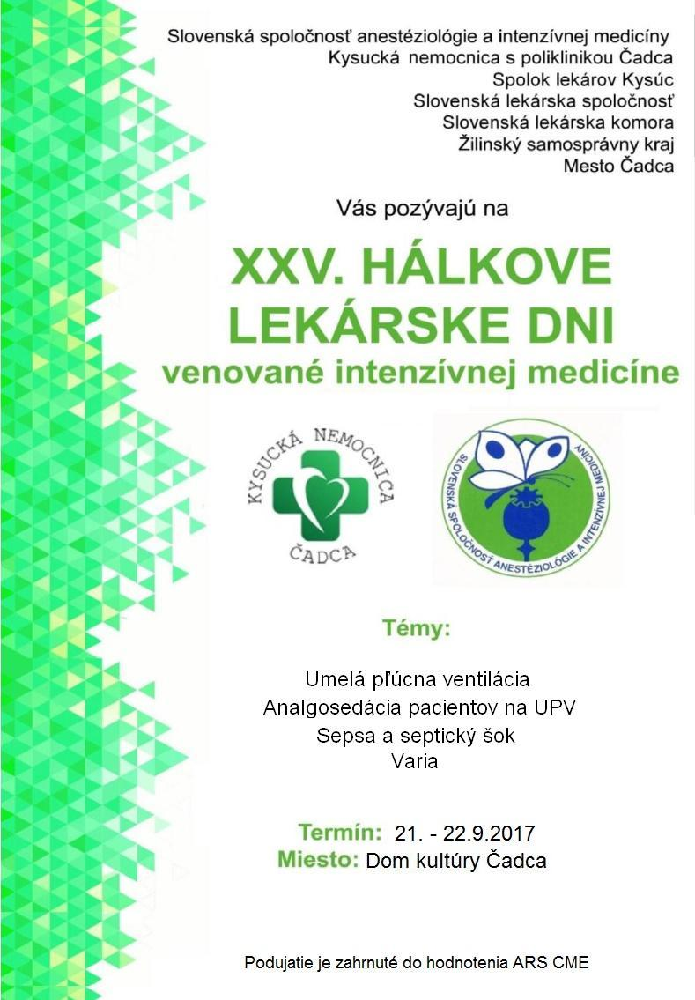 Slovenská spoločnosť anestéziológie a intenzívnej medicíny
Kysucká nemocnica s poliklinikou Čadca
Spolok lekárov Kysúc
Slovenská lekárska spoločnosť
Slovenská lekárska komora
Žilinský samosprávny kraj
Mesto Čadca
Vás pozývajú na
XXV. HÁLKOVE
LEKÁRSKE DNI
venované intenzívnej medicíne
KYSUCKÁ NEMOCNICA
ČADCA
SLOVENSKÁ SPOLOČNOSŤ ANESTÉZIOLÓGIE A INTENZÍVNEJ MEDICÍNY
Témy:
Umelá pľúcna ventilácia
Analgosedácia pacientov na UPV
Sepsa a septický šok
Varia
Termín: 21. - 22.9.2017
Miesto: Dom kultúry Čadca
Podujatie je zahrnuté do hodnotenia ARS CME